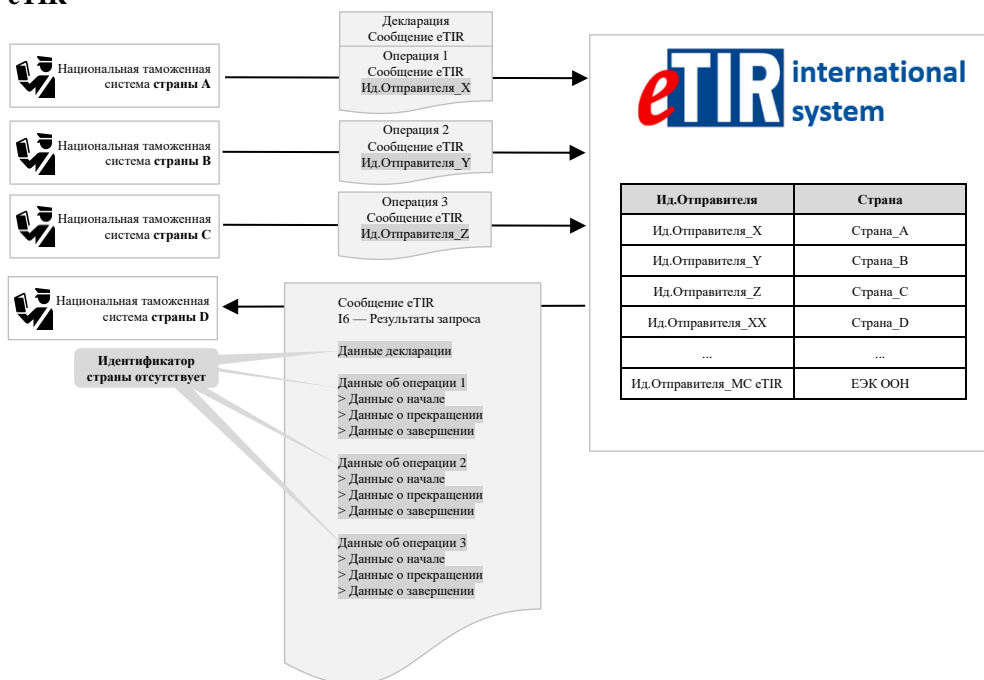 eTIR
Декларация
Сообщение eTIR
Операция 1
Сообщение eTIR
Ид.Отправителя_X
Национальная таможенная
система страны A
Операция 2
Сообщение eTIR
Ид.Отправителя_Y
Национальная таможенная
система страны B
Операция 3
Сообщение eTIR
Ид.Отправителя_Z
Национальная таможенная
система страны C
eTIR international
system
Ид.Отправителя Страна
Ид.Отправителя_X Страна_A
Ид.Отправителя_Y Страна_B
Ид.Отправителя_Z Страна_C
Ид.Отправителя_XX Страна_D
... ...
Ид.Отправителя_МС eTIR ЕЭК ООН
Национальная таможенная
система страны D
Идентификатор
страны отсутствует
Сообщение eTIR
I6 — Результаты запроса
Данные декларации
Данные об операции 1
> Данные о начале
> Данные о прекращении
> Данные о завершении
Данные об операции 2
> Данные о начале
> Данные о прекращении
> Данные о завершении
Данные об операции 3
> Данные о начале
> Данные о прекращении
> Данные о завершении